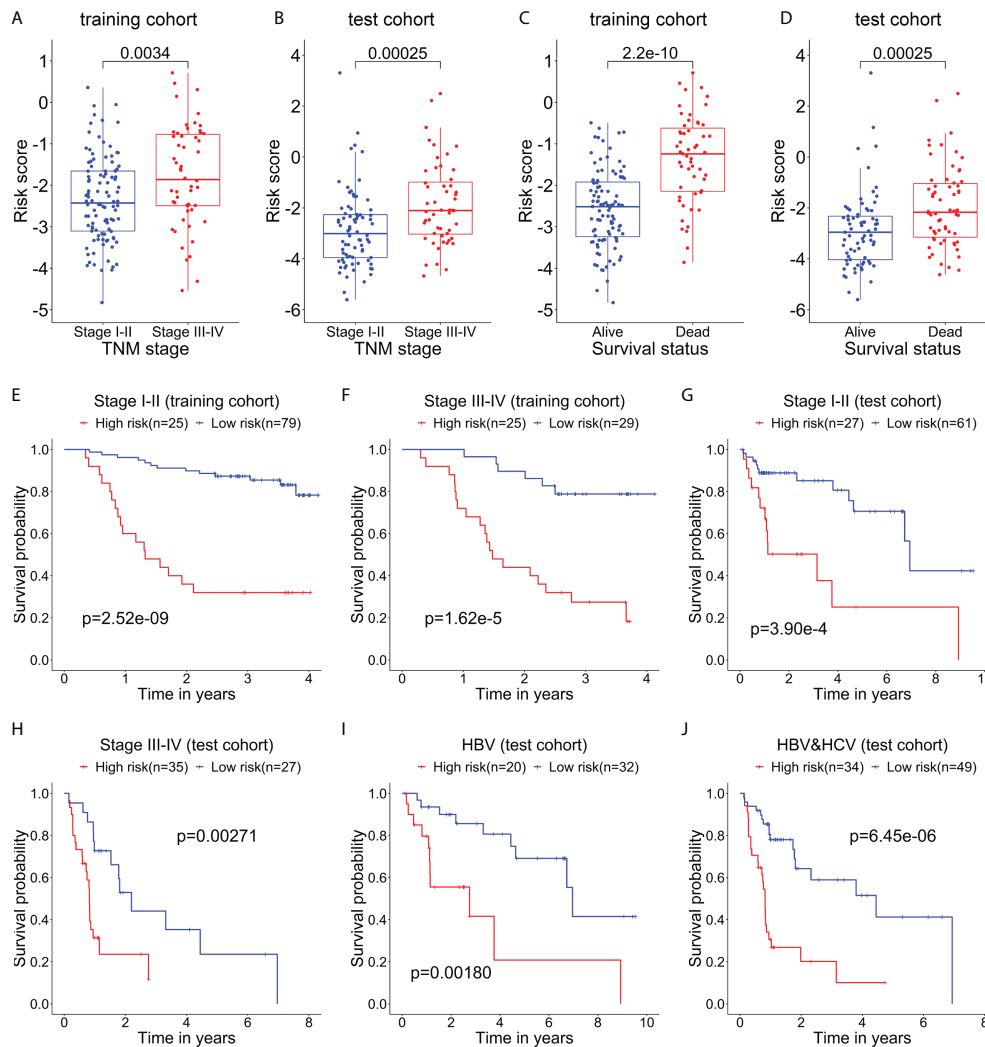 A
training cohort
B
test cohort
C
training cohort
D
test cohort
0.0034
0.00025
2.2e-10
0.00025
Risk score
1
0
-1
-2
-3
-4
-5
Stage I-II
Stage III-IV
TNM stage
Risk score
4
2
0
-2
-4
-6
Stage I-II
Stage III-IV
TNM stage
Risk score
1
0
-1
-2
-3
-4
-5
Alive
Dead
Survival status
Risk score
4
2
0
-2
-4
-6
Alive
Dead
Survival status
E
Stage I-II (training cohort)
High risk(n=25) Low risk(n=79)
Survival probability
1.0
0.8
0.6
0.4
0.2
0.0
p=2.52e-09
0 1 2 3 4
Time in years
F
Stage III-IV (training cohort)
High risk(n=25) Low risk(n=29)
Survival probability
1.0
0.8
0.6
0.4
0.2
0.0
p=1.62e-5
0 1 2 3 4
Time in years
G
Stage I-II (test cohort)
High risk(n=27) Low risk(n=61)
Survival probability
1.0
0.8
0.6
0.4
0.2
0.0
p=3.90e-4
0 2 4 6 8
Time in years
H
Stage III-IV (test cohort)
High risk(n=35) Low risk(n=27)
Survival probability
1.0
0.8
0.6
0.4
0.2
0.0
p=0.00271
0 2 4 6 8
Time in years
I
HBV (test cohort)
High risk(n=20) Low risk(n=32)
Survival probability
1.0
0.8
0.6
0.4
0.2
0.0
p=0.00180
0 2 4 6 8 10
Time in years
J
HBV&HCV (test cohort)
High risk(n=34) Low risk(n=49)
Survival probability
1.0
0.8
0.6
0.4
0.2
0.0
p=6.45e-06
0 2 4 6 8
Time in years